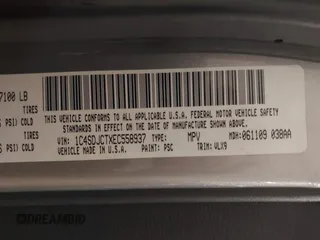 7100 LB
PSI) COLD TIRES
PSI) COLD TIRES
THIS VEHICLE CONFORMS TO ALL APPLICABLE U.S.A. FEDERAL MOTOR VEHICLE SAFETY
STANDARDS IN EFFECT ON THE DATE OF MANUFACTURE SHOWN ABOVE.
VIN: 1C4SDJCTXEC558937 TYPE: MPV MDH: 061109 038AA
VEHICLE MADE IN U.S.A. PAINT: PSC TRIM: VLX9
DREAMBID